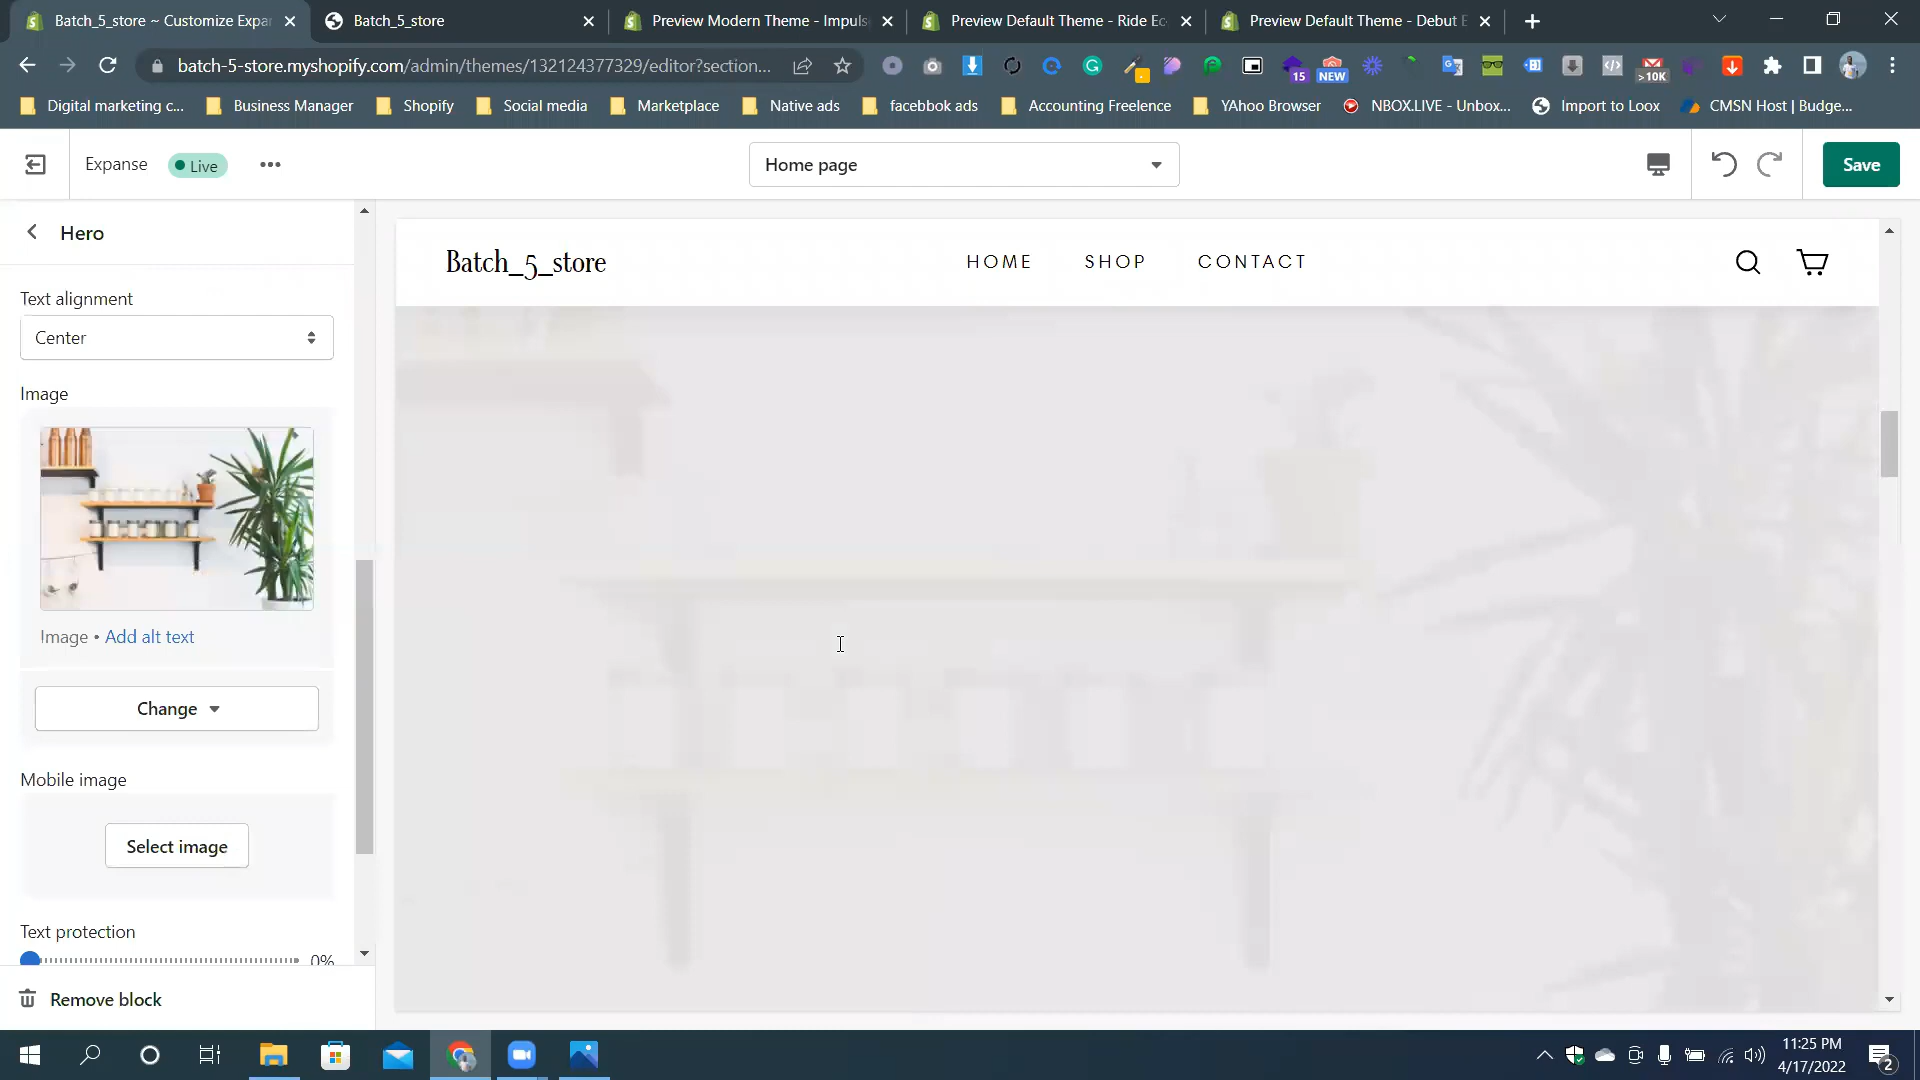 Batch_5_store ~ Customize Expan
Batch_5_store
Preview Modern Theme - Impuls
Preview Default Theme - Ride Ec
Preview Default Theme - Debut E
batch-5-store.myshopify.com/admin/themes/132124377329/editor?section...
15
NEW
>10K
Digital marketing c...
Business Manager
Shopify
Social media
Marketplace
Native ads
facebbok ads
Accounting Freelence
YAhoo Browser
NBOX.LIVE - Unbox...
Import to Loox
CMSN Host | Budge...
Expanse
Live
Home page
Save
Hero
Text alignment
Center
Image
Image • Add alt text
Change
Mobile image
Select image
Text protection
0%
Remove block
Batch_5_store
HOME
SHOP
CONTACT
11:25 PM
4/17/2022
2